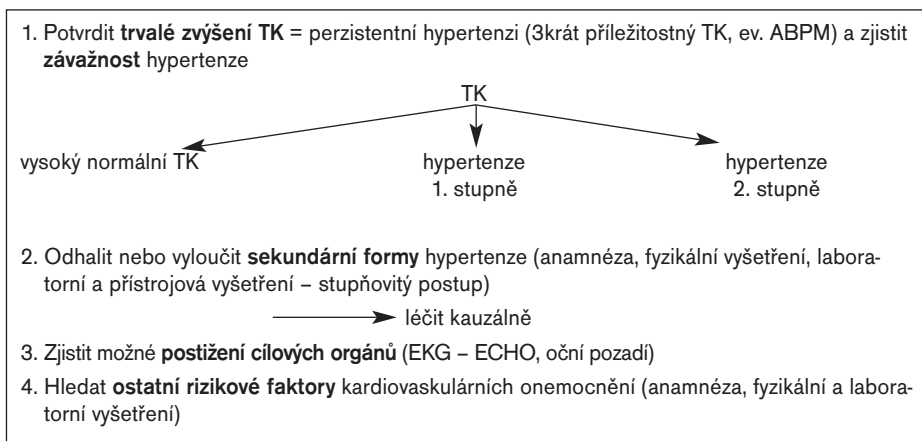 1. Potvrdit trvalé zvýšení TK = perzistentní hypertenzi (3krát příležitostný TK, ev. ABPM) a zjistit
závažnost hypertenze
TK
vysoký normální TK
hypertenze
1. stupně
hypertenze
2. stupně
2. Odhalit nebo vyloučit sekundární formy hypertenze (anamnéza, fyzikální vyšetření, labora-
torní a přístrojová vyšetření – stupňovitý postup)
léčit kauzálně
3. Zjistit možné postižení cílových orgánů (EKG – ECHO, oční pozadí)
4. Hledat ostatní rizikové faktory kardiovaskulárních onemocnění (anamnéza, fyzikální a labora-
torní vyšetření)